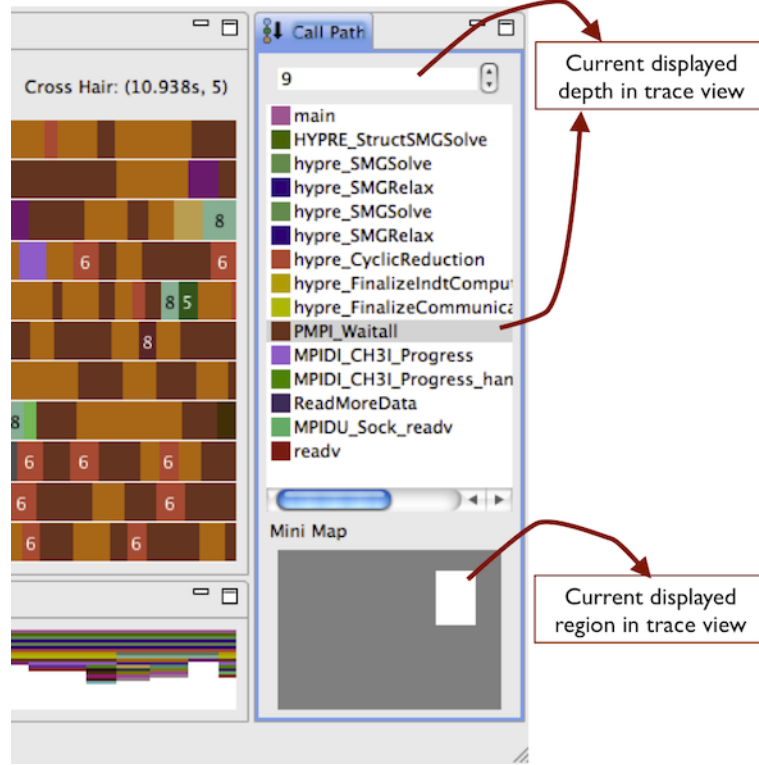 Call Path
Current displayed
depth in trace view
Cross Hair: (10.938s, 5)
9
main
HYPRE_StructSMGSolve
hypre_SMGSolve
hypre_SMGRelax
hypre_SMGSolve
hypre_SMGRelax
hypre_CyclicReduction
hypre_FinalizeIndtComput
hypre_FinalizeCommunica
PMPI_Waitall
MPIDI_CH3I_Progress
MPIDI_CH3I_Progress_han
ReadMoreData
MPIDU_Sock_readv
readv
8
6 6
8 5
8
8
6 6 6
6 6
6 6
Mini Map
Current displayed
region in trace view